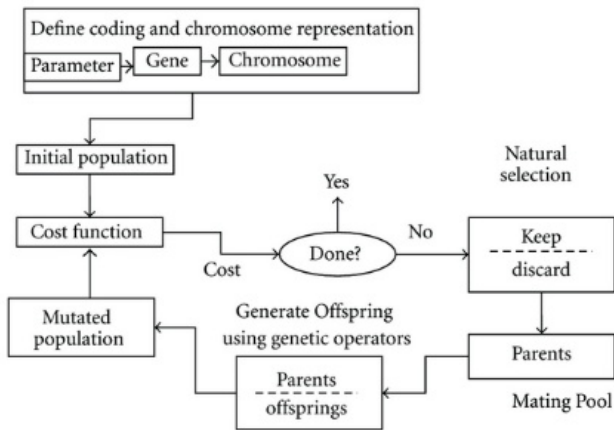 Define coding and chromosome representation
Parameter
Gene
Chromosome
Initial population
Cost function
Cost
Yes
Done?
No
Natural
selection
Keep
discard
Parents
Mating Pool
Generate Offspring
using genetic operators
Parents
offsprings
Mutated
population